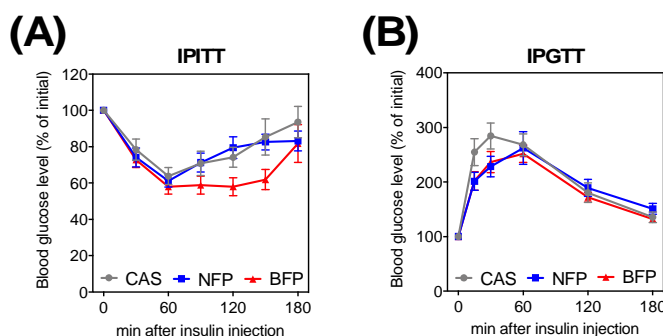 (A)
IPITT
Blood glucose level (% of initial)
120
100
80
60
40
20
0
CAS NFP BFP
0 60 120 180
min after insulin injection
(B)
IPGTT
Blood glucose level (% of initial)
400
300
200
100
0
CAS NFP BFP
0 60 120 180
min after insulin injection